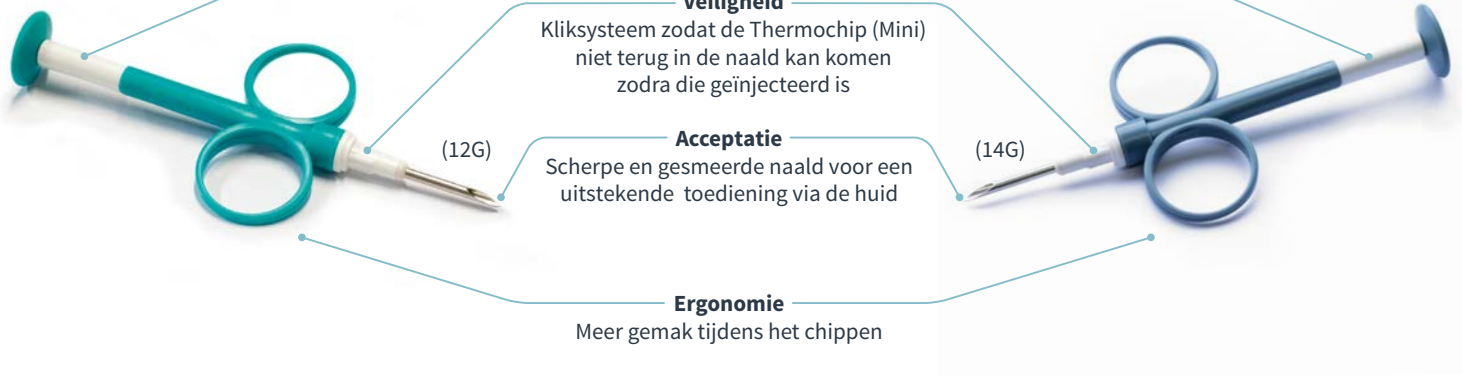 Veiligheid
Kliksysteem zodat de Thermochip (Mini)
niet terug in de naald kan komen
zodra die geïnjecteerd is
(12G)
Acceptatie
(14G)
Scherpe en gesmeerde naald voor een
uitstekende toediening via de huid
Ergonomie
Meer gemak tijdens het chippen